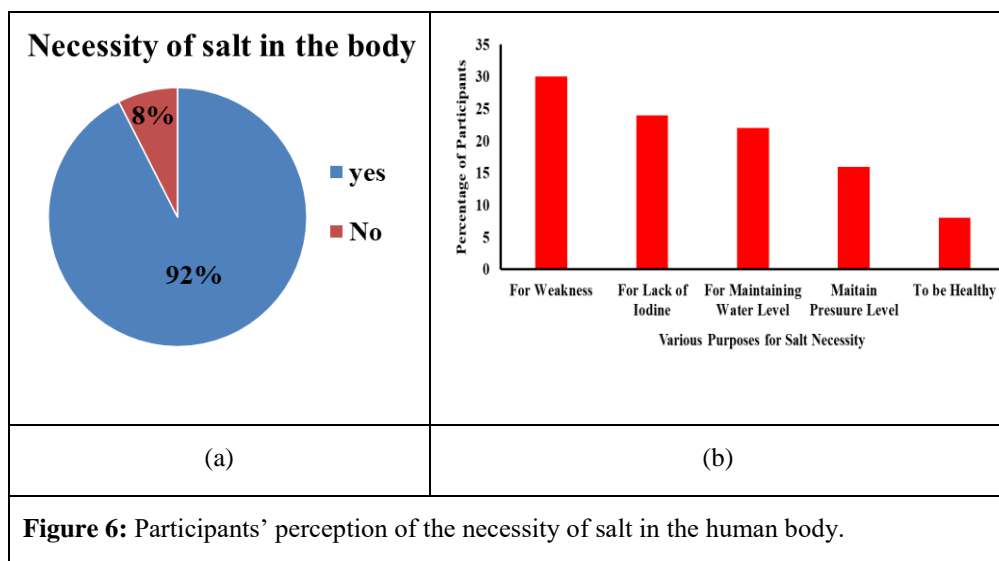 Necessity of salt in the body
8%
92%
yes
No
35
30
25
20
15
10
5
0
Percentage of Participants
For Weakness
For Lack of
Iodine
For Maintaining
Water Level
Maitain
Presuure Level
To be Healthy
Various Purposes for Salt Necessity
(a)
(b)
Figure 6: Participants’ perception of the necessity of salt in the human body.